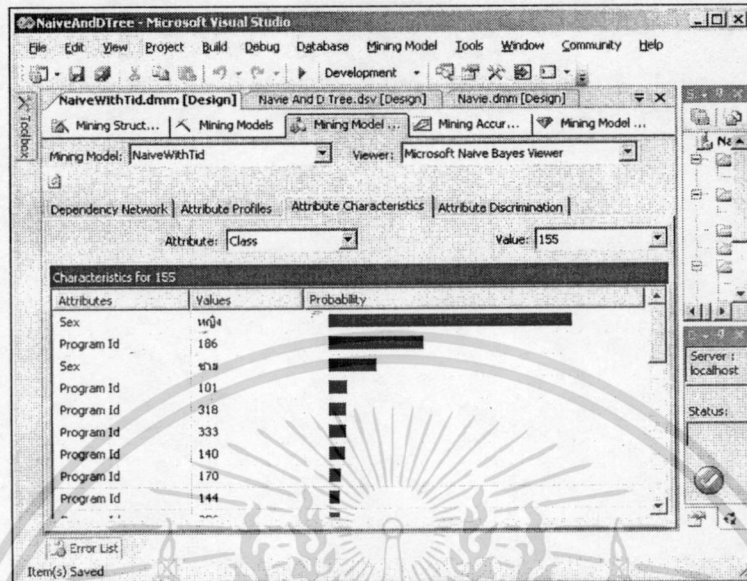 NaiveAndDTree - Microsoft Visual Studio
File Edit View Project Build Debug Database Mining Model Tools Window Community Help
Development
NaiveWithTid.dmm [Design] Navie And D Tree.dsv [Design] Navie.dmm [Design]
Toolbox
Mining Struct... Mining Models Mining Model ... Mining Accur... Mining Model ...
Mining Model: NaiveWithTid Viewer: Microsoft Naive Bayes Viewer
Dependency Network Attribute Profiles Attribute Characteristics Attribute Discrimination
Attribute: Class Value: 155
Characteristics for 155
Attributes Values Probability
Sex หญิง
Program Id 186
Sex ชาย
Program Id 101
Program Id 318
Program Id 333
Program Id 140
Program Id 170
Program Id 144
Server :
localhost
Status:
Error List
Item(s) Saved